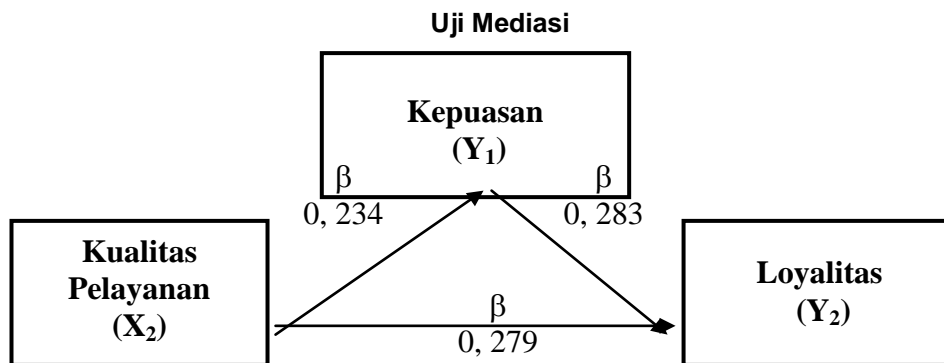 Uji Mediasi
Kepuasan
(Y₁)
β
β
0, 234
0, 283
Kualitas
Pelayanan
(X₂)
Loyalitas
(Y₂)
β
0, 279